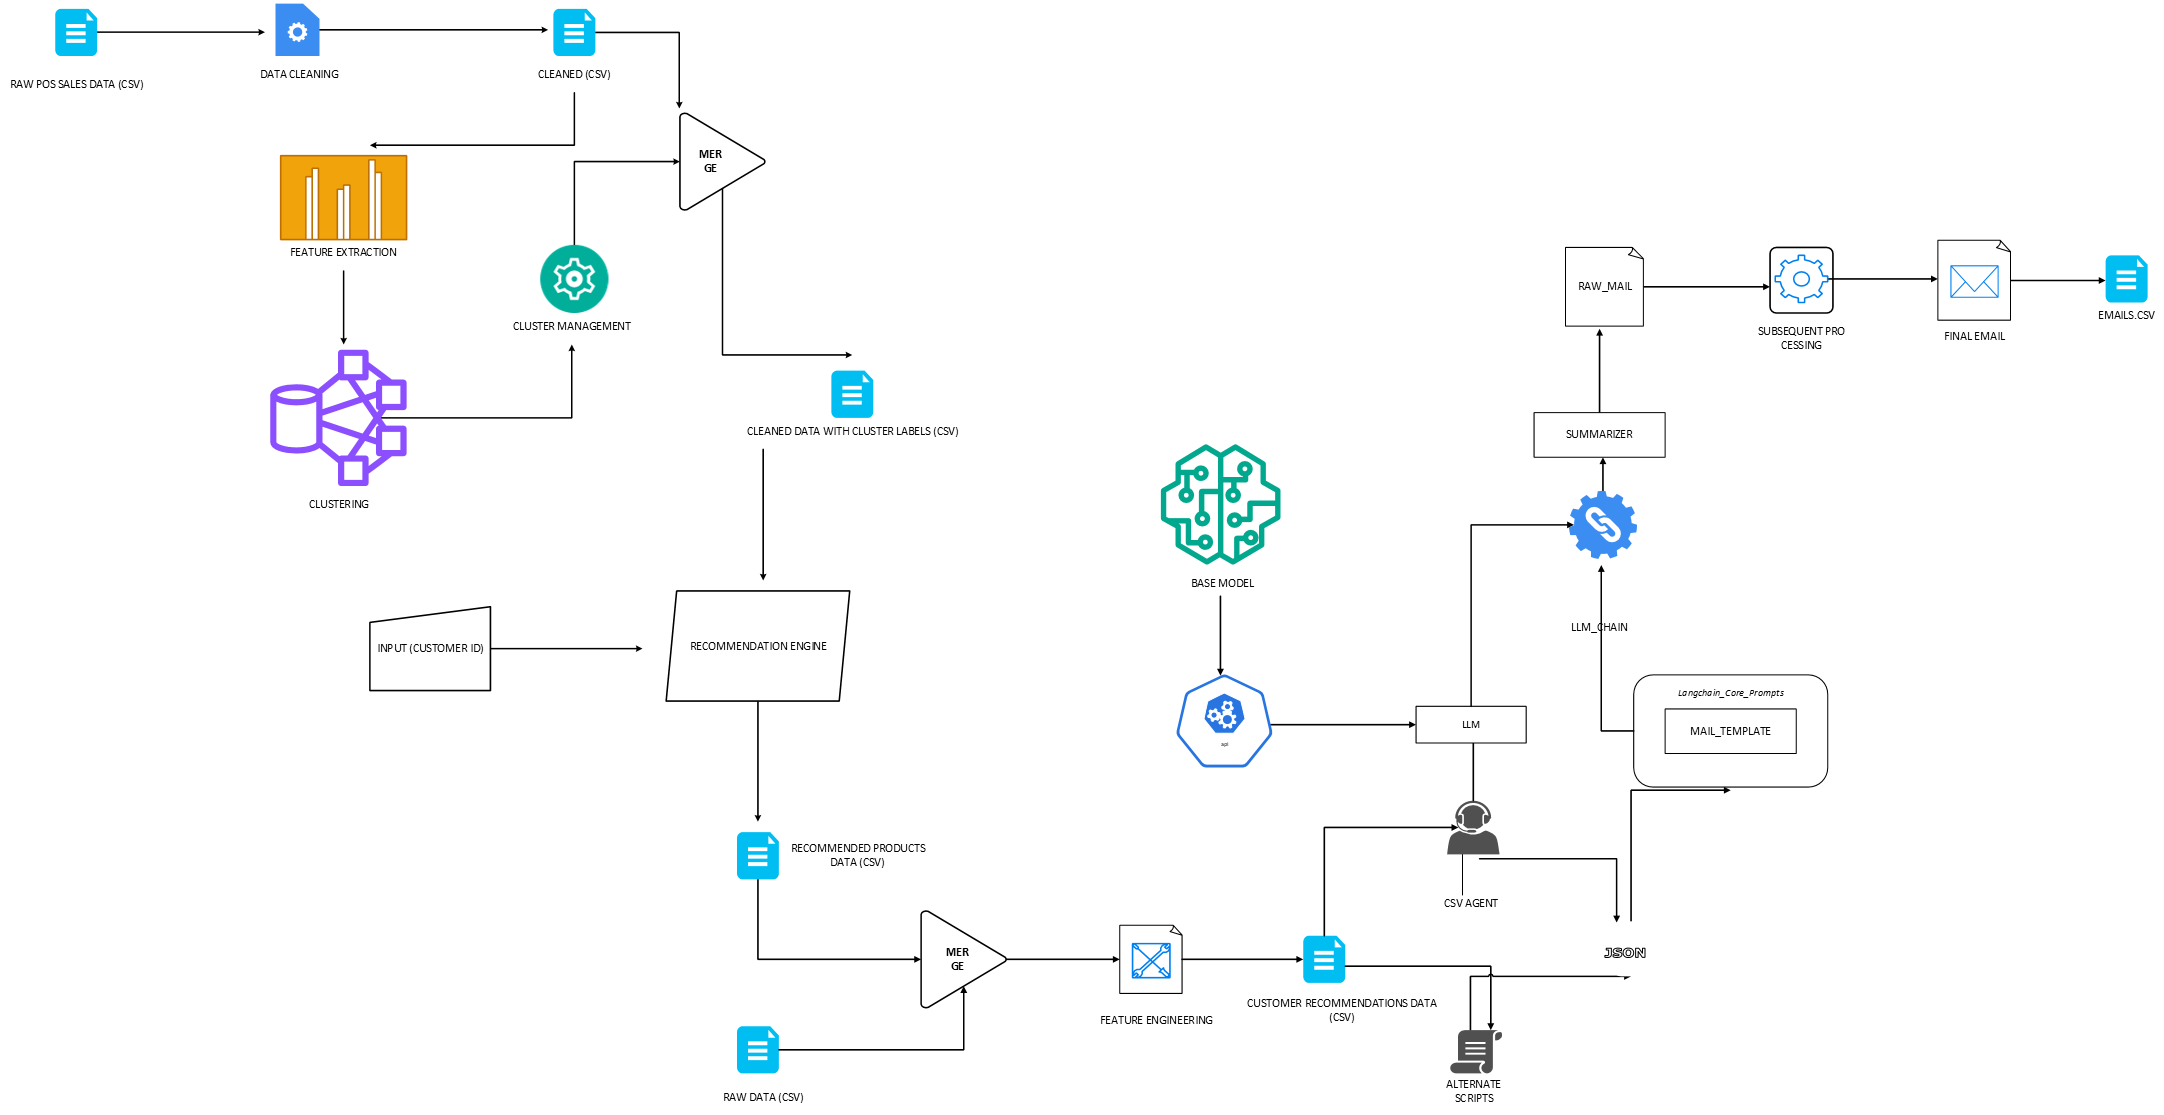 RAW POS SALES DATA (CSV)
DATA CLEANING
CLEANED (CSV)
MER
GE
FEATURE EXTRACTION
CLUSTER MANAGEMENT
CLUSTERING
CLEANED DATA WITH CLUSTER LABELS (CSV)
INPUT (CUSTOMER ID)
RECOMMENDATION ENGINE
RECOMMENDED PRODUCTS
DATA (CSV)
MER
GE
RAW DATA (CSV)
FEATURE ENGINEERING
CUSTOMER RECOMMENDATIONS DATA
(CSV)
BASE MODEL
api
LLM
CSV AGENT
ALTERNATE
SCRIPTS
JSON
Langchain_Core_Prompts
MAIL_TEMPLATE
LLM_CHAIN
SUMMARIZER
RAW_MAIL
SUBSEQUENT PRO
CESSING
FINAL EMAIL
EMAILS.CSV